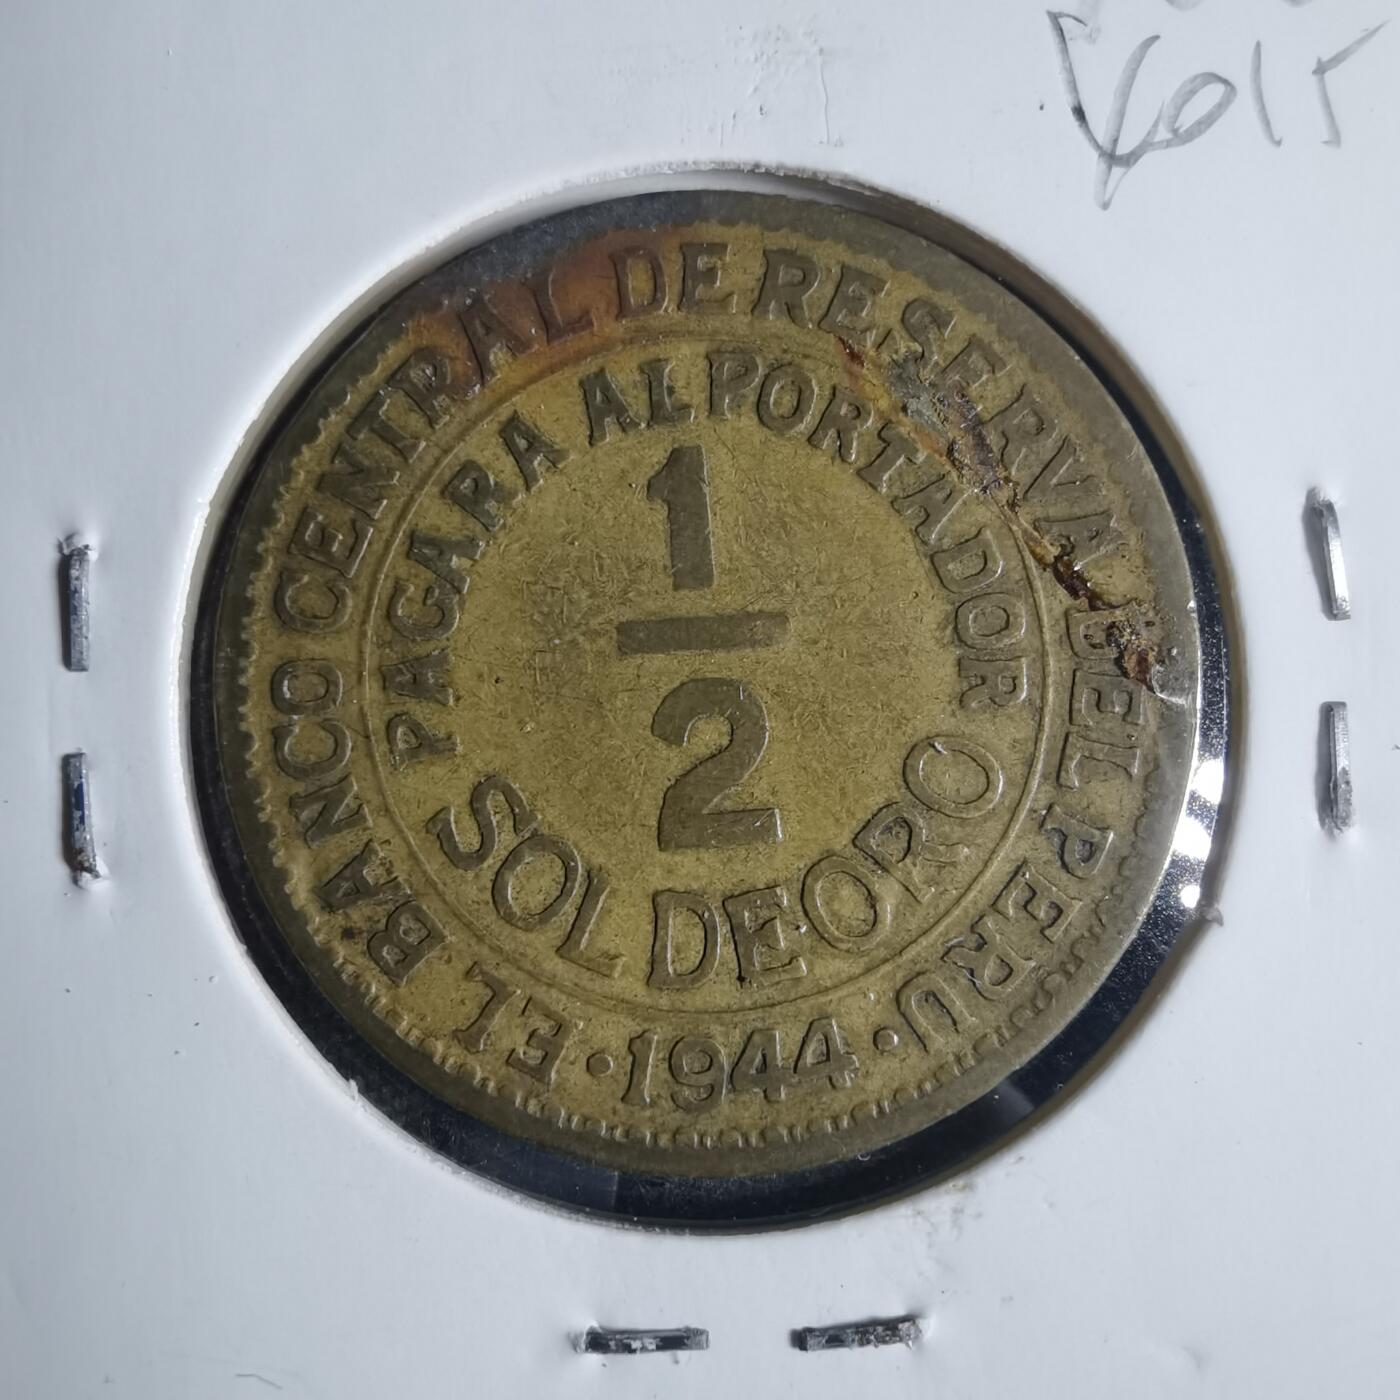 EL BANCO CENTRAL DE RESERVA DEL PERU
PAGARA AL PORTADOR
1
2
SOL DE ORO
· 1944 ·